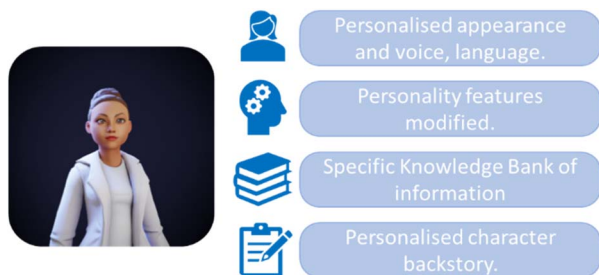 Personalised appearance
and voice, language.
Personality features
modified.
Specific Knowledge Bank of
information
Personalised character
backstory.